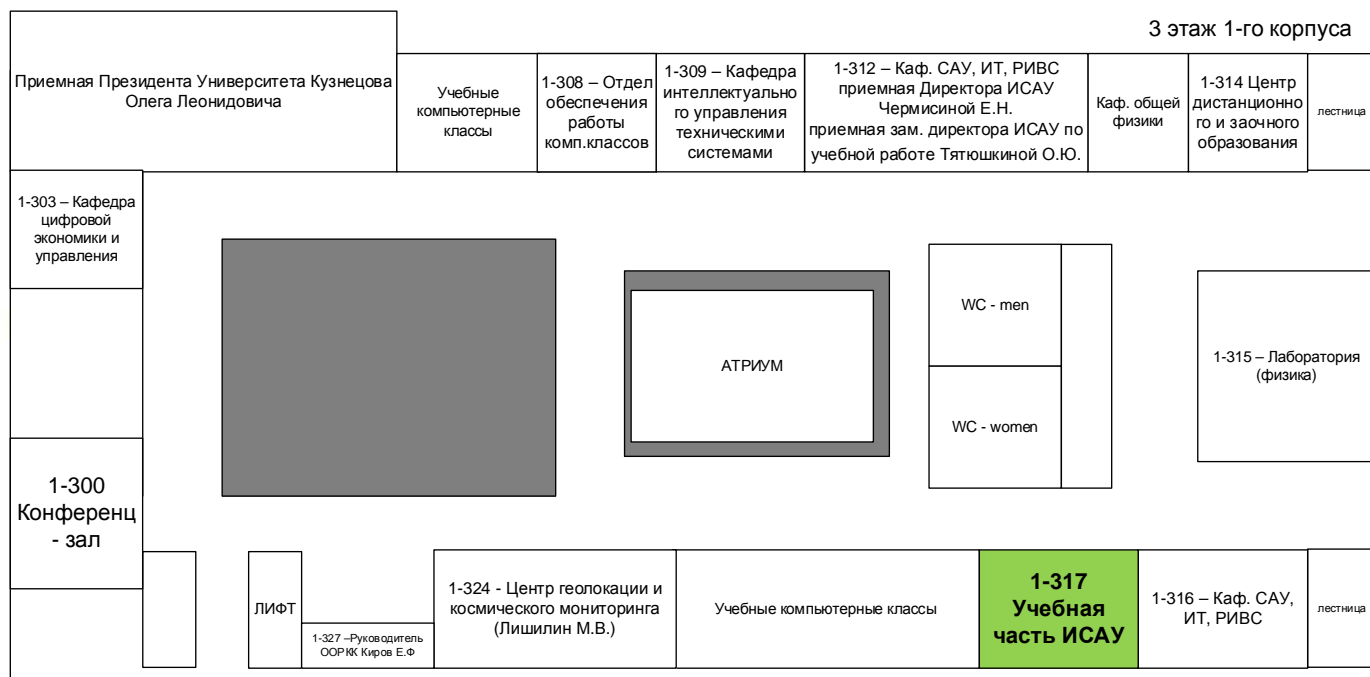 3 этаж 1-го корпуса
Приемная Президента Университета Кузнецова
Олега Леонидовича
Учебные
компьютерные
классы
1-308 – Отдел
обеспечения
работы
комп.классов
1-309 – Кафедра
интеллектуально
го управления
техническими
системами
1-312 – Каф. САУ, ИТ, РИВС
приемная Директора ИСАУ
Чермисиной Е.Н.
приемная зам. директора ИСАУ по
учебной работе Тятюшкиной О.Ю.
Каф. общей
физики
1-314 Центр
дистанционно
го и заочного
образования
лестница
1-303 – Кафедра
цифровой
экономики и
управления
АТРИУМ
WC - men
WC - women
1-315 – Лаборатория
(физика)
1-300
Конференц
- зал
ЛИФТ
1-327 –Руководитель
ООРКК Киров Е.Ф
1-324 - Центр геолокации и
космического мониторинга
(Лишилин М.В.)
Учебные компьютерные классы
1-317
Учебная
часть ИСАУ
1-316 – Каф. САУ,
ИТ, РИВС
лестница